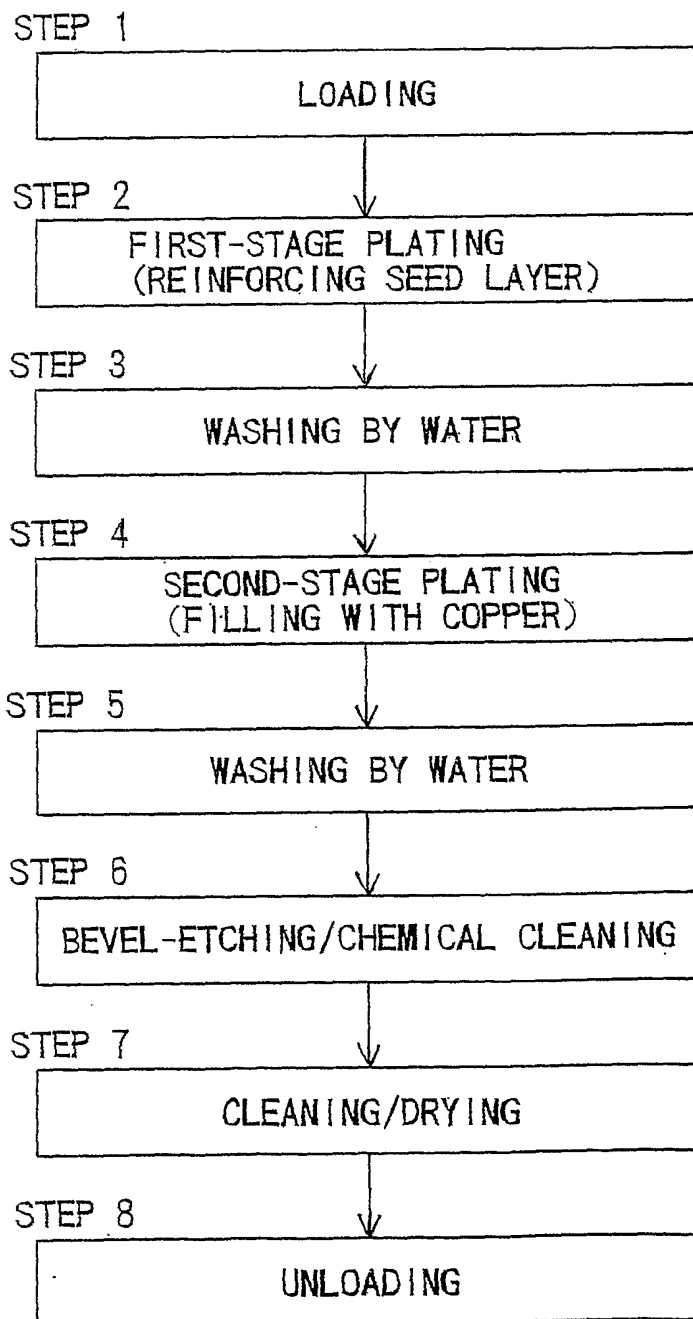 STEP 1
LOADING
STEP 2
FIRST-STAGE PLATING
(REINFORCING SEED LAYER)
STEP 3
WASHING BY WATER
STEP 4
SECOND-STAGE PLATING
(FILLING WITH COPPER)
STEP 5
WASHING BY WATER
STEP 6
BEVEL-ETCHING/CHEMICAL CLEANING
STEP 7
CLEANING/DRYING
STEP 8
UNLOADING